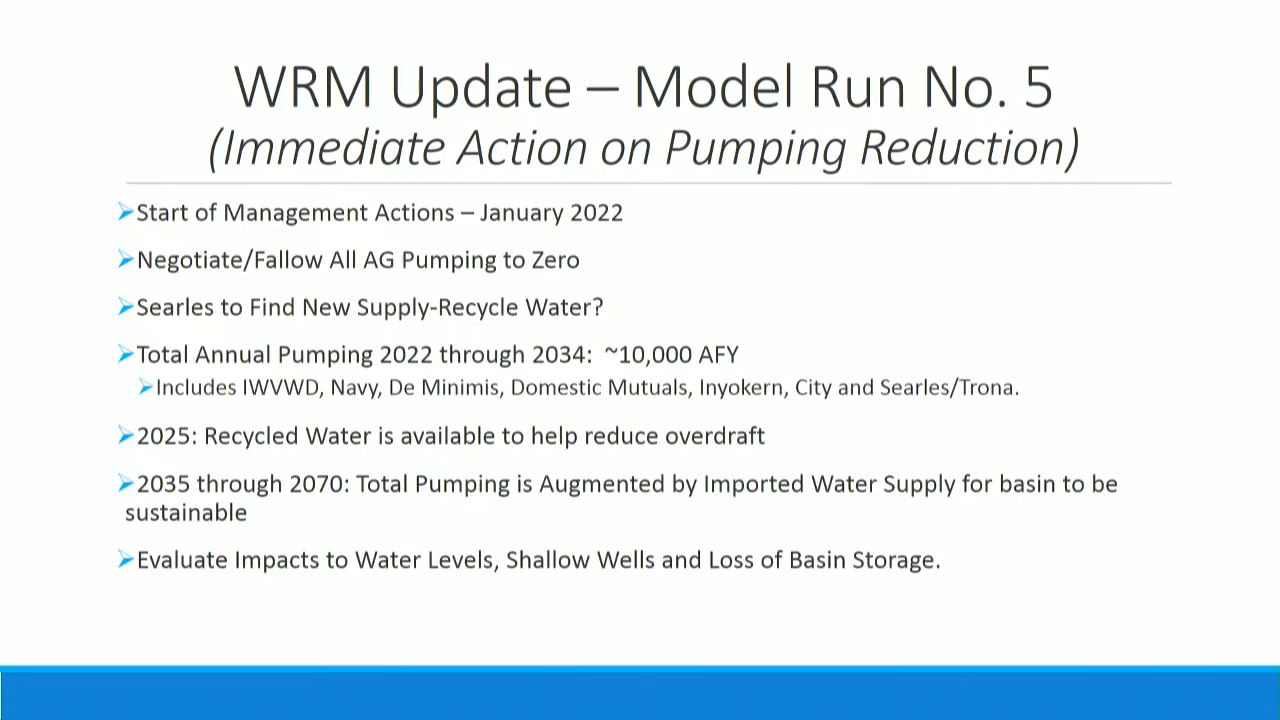 WRM Update – Model Run No. 5
(Immediate Action on Pumping Reduction)
Start of Management Actions – January 2022
Negotiate/Fallow All AG Pumping to Zero
Searles to Find New Supply-Recycle Water?
Total Annual Pumping 2022 through 2034:  ~10,000 AFY
Includes IWVWD, Navy, De Minimis, Domestic Mutuals, Inyokern, City and Searles/Trona.
2025: Recycled Water is available to help reduce overdraft
2035 through 2070: Total Pumping is Augmented by Imported Water Supply for basin to be
sustainable
Evaluate Impacts to Water Levels, Shallow Wells and Loss of Basin Storage.